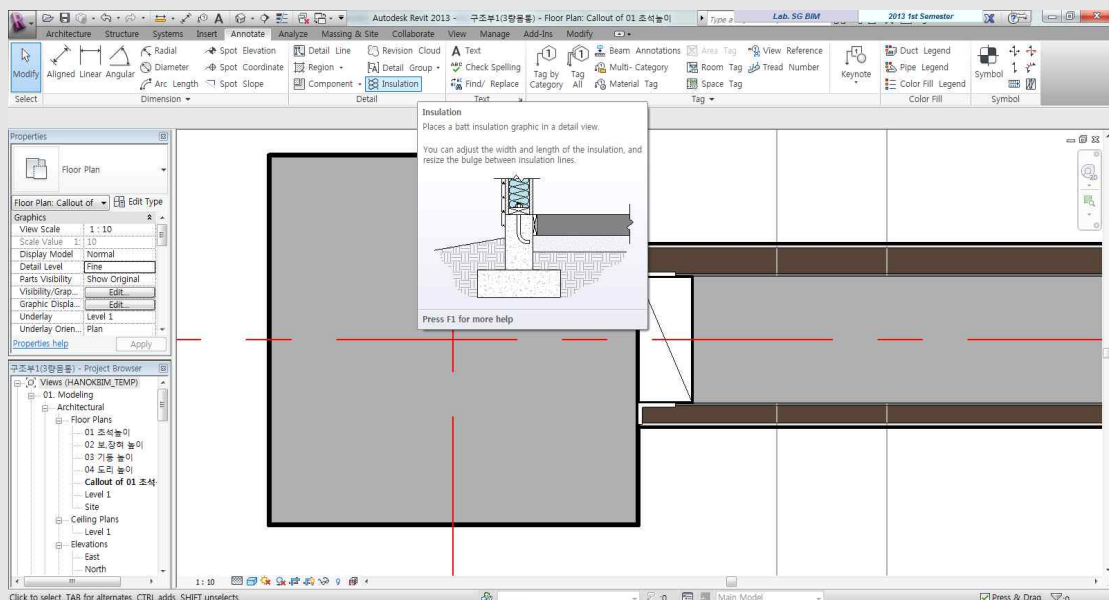 Autodesk Revit 2013 - 구조부1(3량몸통) - Floor Plan: Callout of 01 조석높이
Type a
Lab. SG BIM
2013 1st Semester
Architecture Structure Systems Insert Annotate Analyze Massing & Site Collaborate View Manage Add-Ins Modify
Modify Aligned Linear Angular
Radial
Diameter
Arc Length
Spot Elevation
Spot Coordinate
Spot Slope
Detail Line
Region
Component
Revision Cloud
Detail Group
Insulation
A Text
Check Spelling
Find/ Replace
Tag by Category
Tag All
Beam Annotations
Multi- Category
Material Tag
Area Tag
Room Tag
Space Tag
View Reference
Tread Number
Keynote
Duct Legend
Pipe Legend
Color Fill Legend
Symbol
Select Dimension Detail Text Tag Color Fill Symbol
Insulation
Places a batt insulation graphic in a detail view.
You can adjust the width and length of the insulation, and
resize the bulge between insulation lines.
Press F1 for more help
Properties
Floor Plan
Floor Plan: Callout of Edit Type
Graphics
View Scale 1 : 10
Scale Value 1: 10
Display Model Normal
Detail Level Fine
Parts Visibility Show Original
Visibility/Grap... Edit...
Graphic Displa... Edit...
Underlay Level 1
Underlay Orien... Plan
Properties help Apply
구조부1(3량몸통) - Project Browser
Views (HANOKBIM_TEMP)
01. Modeling
Architectural
Floor Plans
01 조석높이
02 보,장혀 높이
03 기둥 높이
04 도리 높이
Callout of 01 조석
Level 1
Site
Ceiling Plans
Level 1
Elevations
East
North
1 : 10
Click to select, TAB for alternates, CTRL adds, SHIFT unselects.
:0
Main Model
Press & Drag
:0